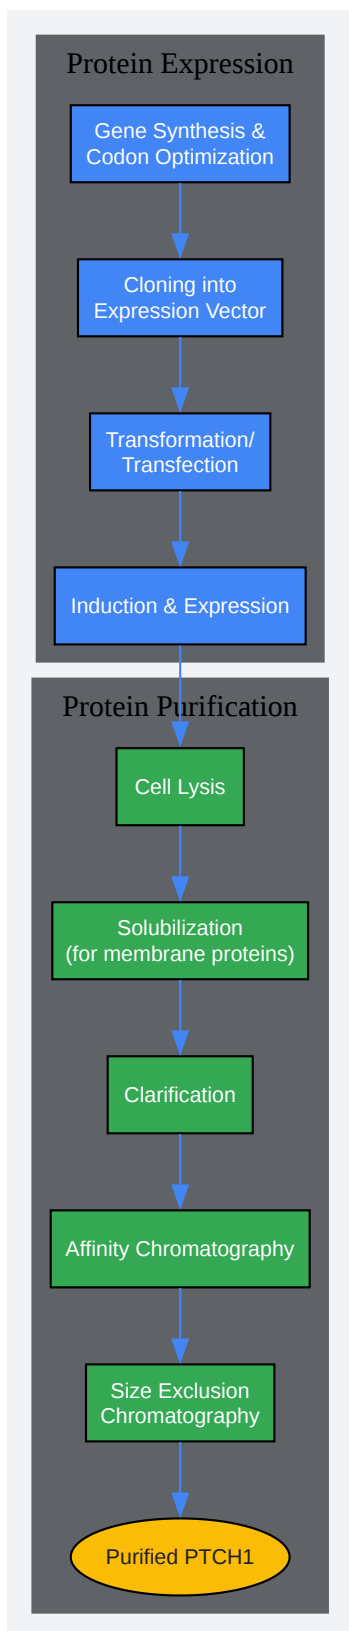 Protein Expression
Gene Synthesis &
Codon Optimization
Cloning into
Expression Vector
Transformation/
Transfection
Induction & Expression
Protein Purification
Cell Lysis
Solubilization
(for membrane proteins)
Clarification
Affinity Chromatography
Size Exclusion
Chromatography
Purified PTCH1